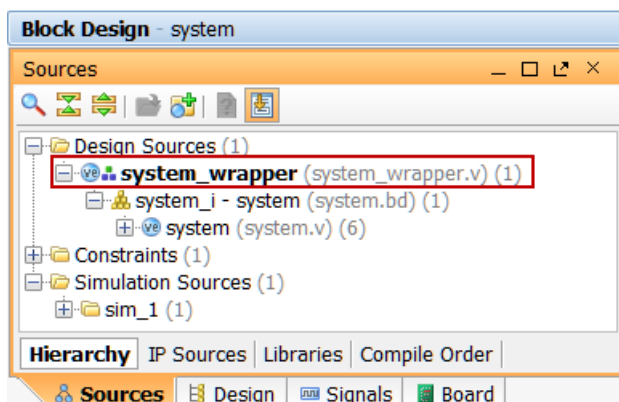 Block Design - system
Sources
Design Sources (1)
system_wrapper (system_wrapper.v) (1)
system_i - system (system.bd) (1)
system (system.v) (6)
Constraints (1)
Simulation Sources (1)
sim_1 (1)
Hierarchy IP Sources Libraries Compile Order
Sources Design Signals Board